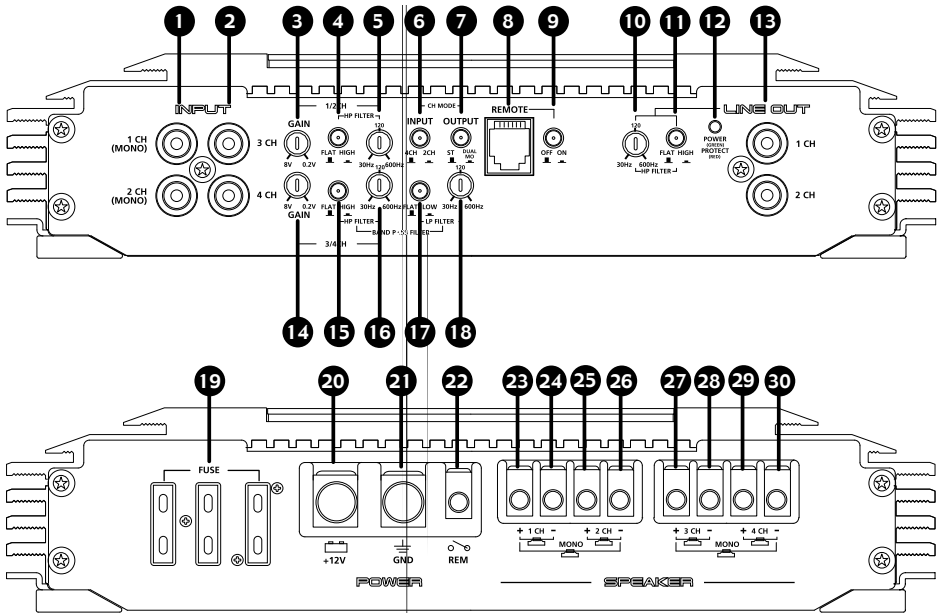 1 2 3 4 5 6 7 8 9 10 11 12 13
INPUT
1/2 CH
CH MODE
REMOTE
LINE OUT
HP FILTER
GAIN
120
INPUT
OUTPUT
120
1 CH
(MONO)
3 CH
8V 0.2V
FLAT HIGH
30Hz 600Hz
4CH 2CH
ST DUAL MO
OFF ON
30Hz 600Hz
FLAT HIGH
HP FILTER
POWER
(GREEN)
PROTECT
(RED)
1 CH
120
120
2 CH
(MONO)
4 CH
8V 0.2V
GAIN
FLAT HIGH
30Hz 600Hz
FLAT LOW
30Hz 600Hz
2 CH
HP FILTER
LP FILTER
BAND P SS FILTER
3/4 CH
14 15 16 17 18
19 20 21 22 23 24 25 26 27 28 29 30
FUSE
+12V
GND
REM
+ 1 CH -
+ 2 CH -
MONO
+ 3 CH -
+ 4 CH -
MONO
POWER
SPEAKER